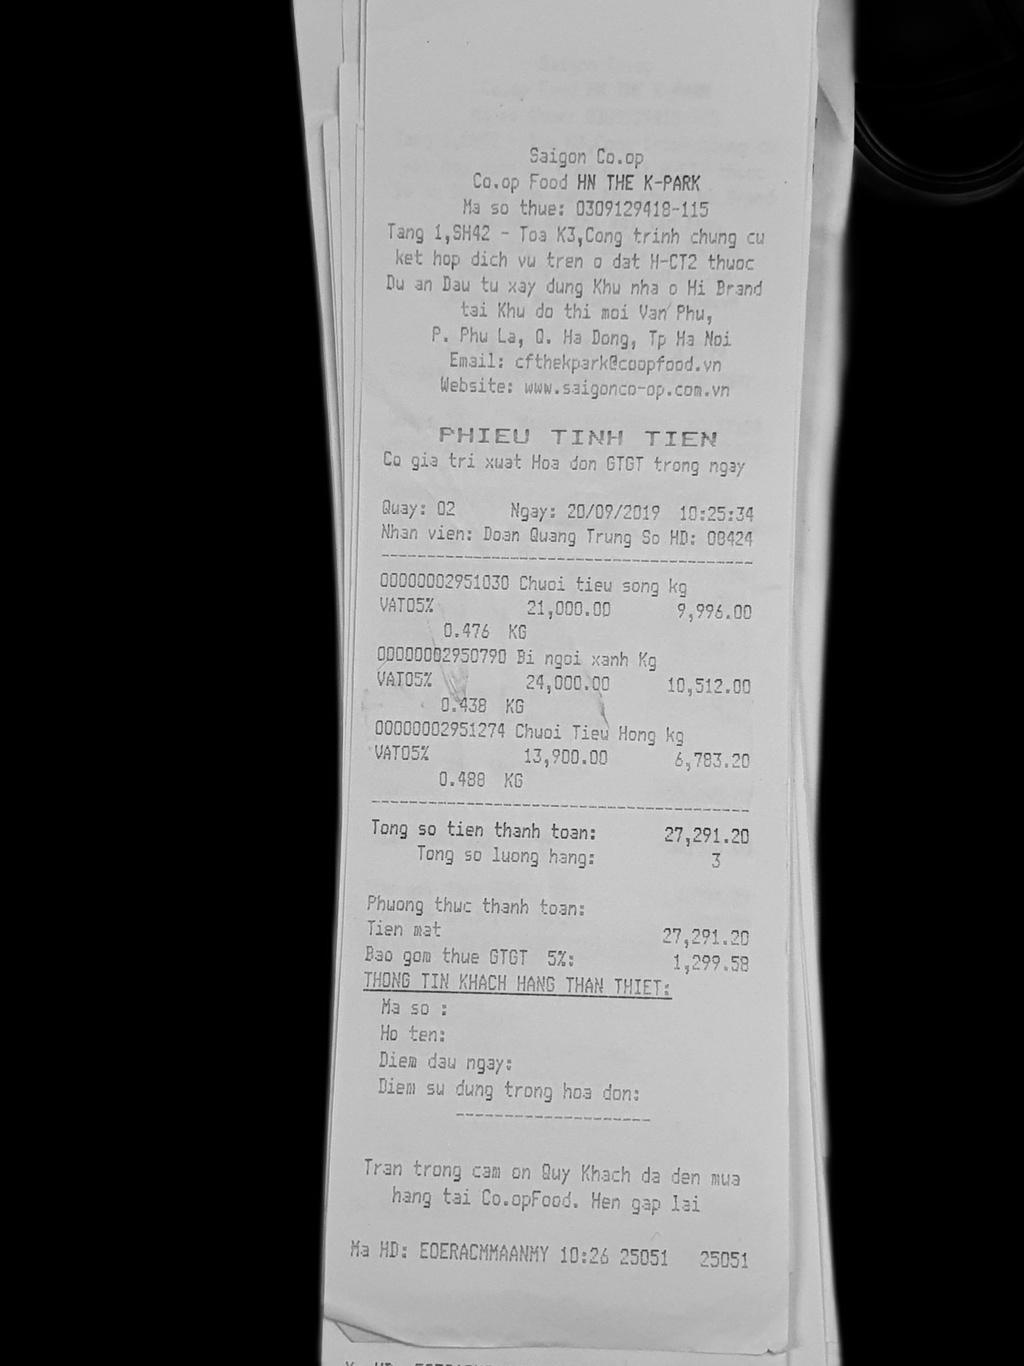 Saigon Co.op
Co.op Food HN THE K-PARK
Ma so thue: 0309129418-115
Tang 1,SH42 - Toa K3,Cong trinh chung cu
ket hop dich vu tren o dat H-CT2 thuoc
Du an Dau tu xay dung Khu nha o Hi Brand
tai Khu do thi moi Van Phu,
P. Phu La, Q. Ha Dong, Tp Ha Noi
Email: cfthekpark@coopfood.vn
Website: www.saigonco-op.com.vn
PHIEU TINH TIEN
Co gia tri xuat Hoa don GTGT trong ngay
Quay: 02 Ngay: 20/09/2019 10:25:34
Nhan vien: Doan Quang Trung So HD: 08424
00000002951030 Chuoi tieu song kg
VAT05% 21,000.00 9,996.00
0.476 KG
00000002950790 Bi ngoi xanh Kg
VAT05% 24,000.00 10,512.00
0.438 KG
00000002951274 Chuoi Tieu Hong kg
VAT05% 13,900.00 6,783.20
0.488 KG
Tong so tien thanh toan: 27,291.20
Tong so luong hang: 3
Phuong thuc thanh toan:
Tien mat 27,291.20
Bao gom thue GTGT 5%: 1,299.58
THONG TIN KHACH HANG THAN THIET:
Ma so :
Ho ten:
Diem dau ngay:
Diem su dung trong hoa don:
Tran trong cam on Quy Khach da den mua
hang tai Co.opFood. Hen gap lai
Ma HD: EOERACMMAANMY 10:26 25051 25051